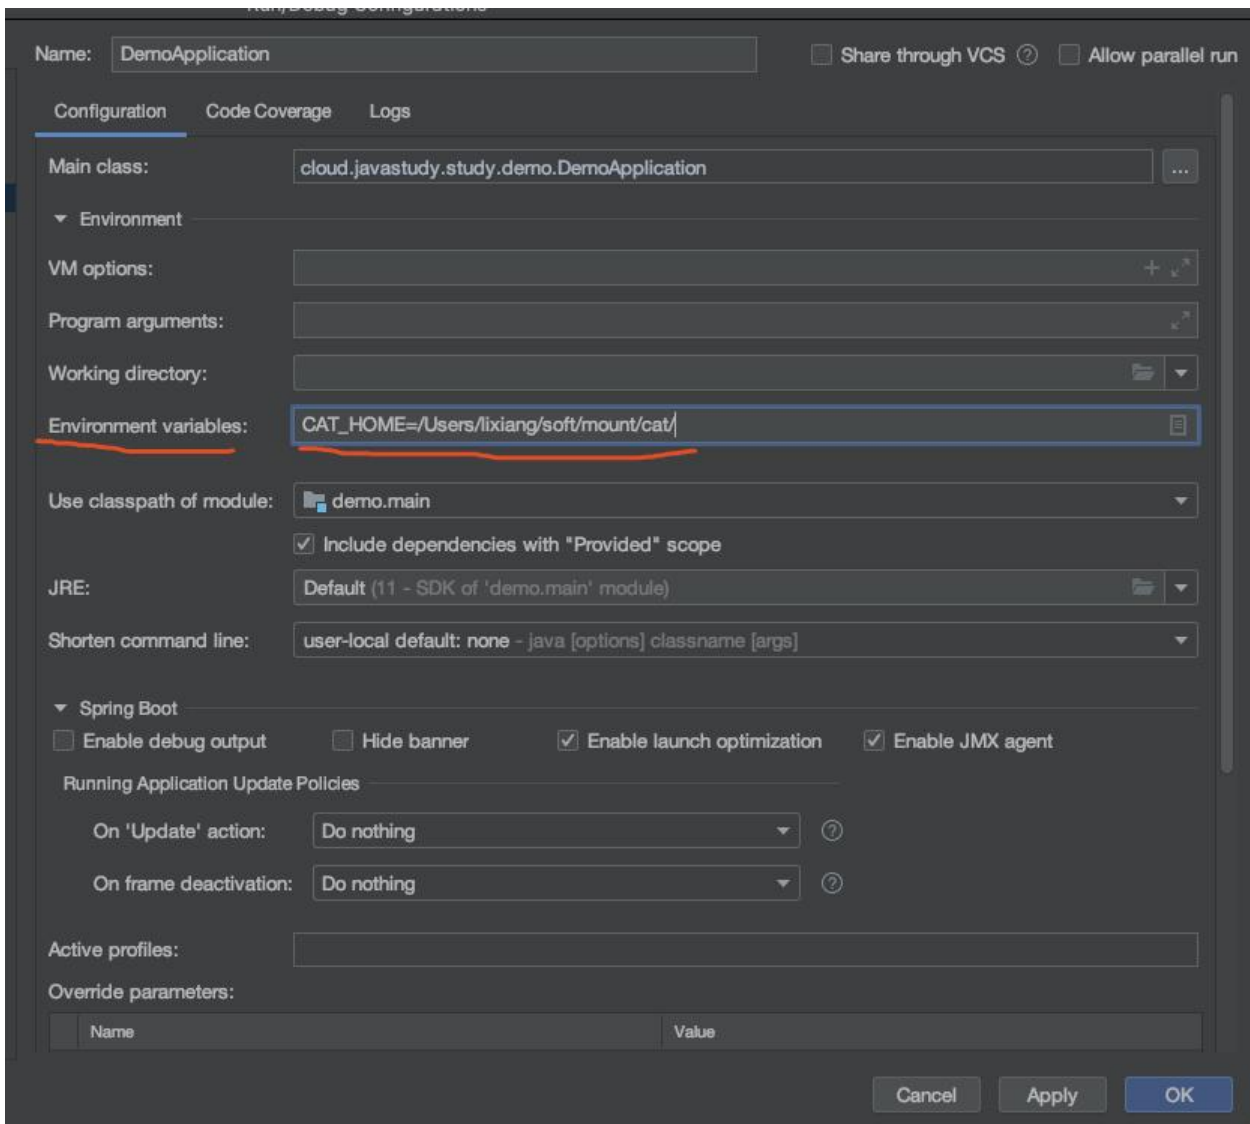 Run/Debug Configurations
Name: DemoApplication Share through VCS ? Allow parallel run
Configuration Code Coverage Logs
Main class: cloud.javastudy.study.demo.DemoApplication ...
Environment
VM options:
Program arguments:
Working directory:
Environment variables: CAT_HOME=/Users/lixiang/soft/mount/cat/
Use classpath of module: demo.main
Include dependencies with "Provided" scope
JRE: Default (11 - SDK of 'demo.main' module)
Shorten command line: user-local default: none - java [options] classname [args]
Spring Boot
Enable debug output Hide banner Enable launch optimization Enable JMX agent
Running Application Update Policies
On 'Update' action: Do nothing ?
On frame deactivation: Do nothing ?
Active profiles:
Override parameters:
Name Value
Cancel Apply OK